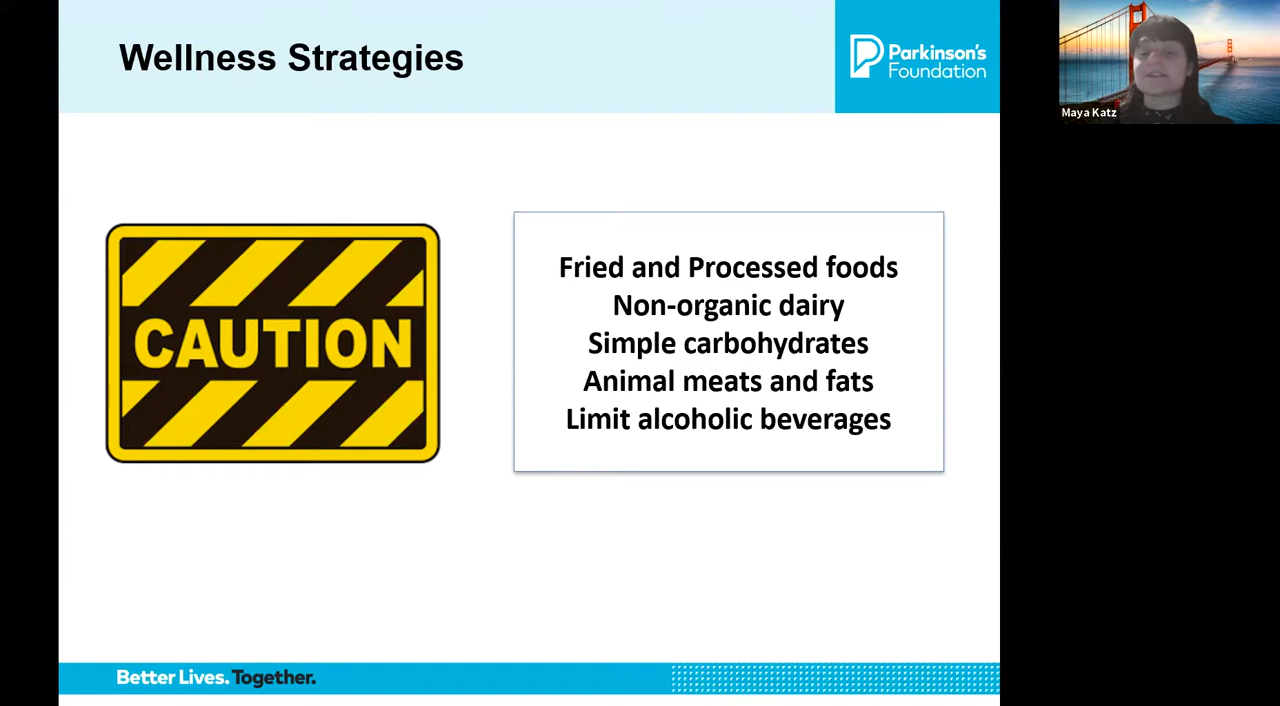 Wellness Strategies
Parkinson's
Foundation
Maya Katz
CAUTION
Fried and Processed foods
Non-organic dairy
Simple carbohydrates
Animal meats and fats
Limit alcoholic beverages
Better Lives. Together.